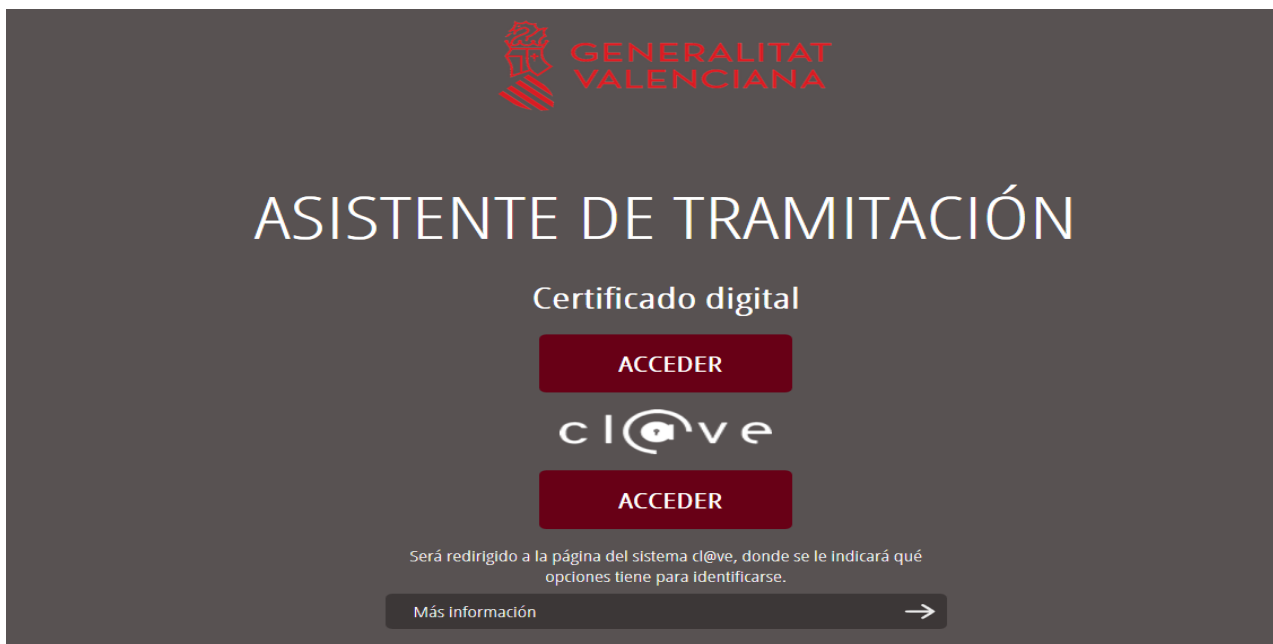 GENERALITAT
VALENCIANA
ASISTENTE DE TRAMITACIÓN
Certificado digital
ACCEDER
cl@ve
ACCEDER
Será redirigido a la página del sistema cl@ve, donde se le indicará qué
opciones tiene para identificarse.
Más información